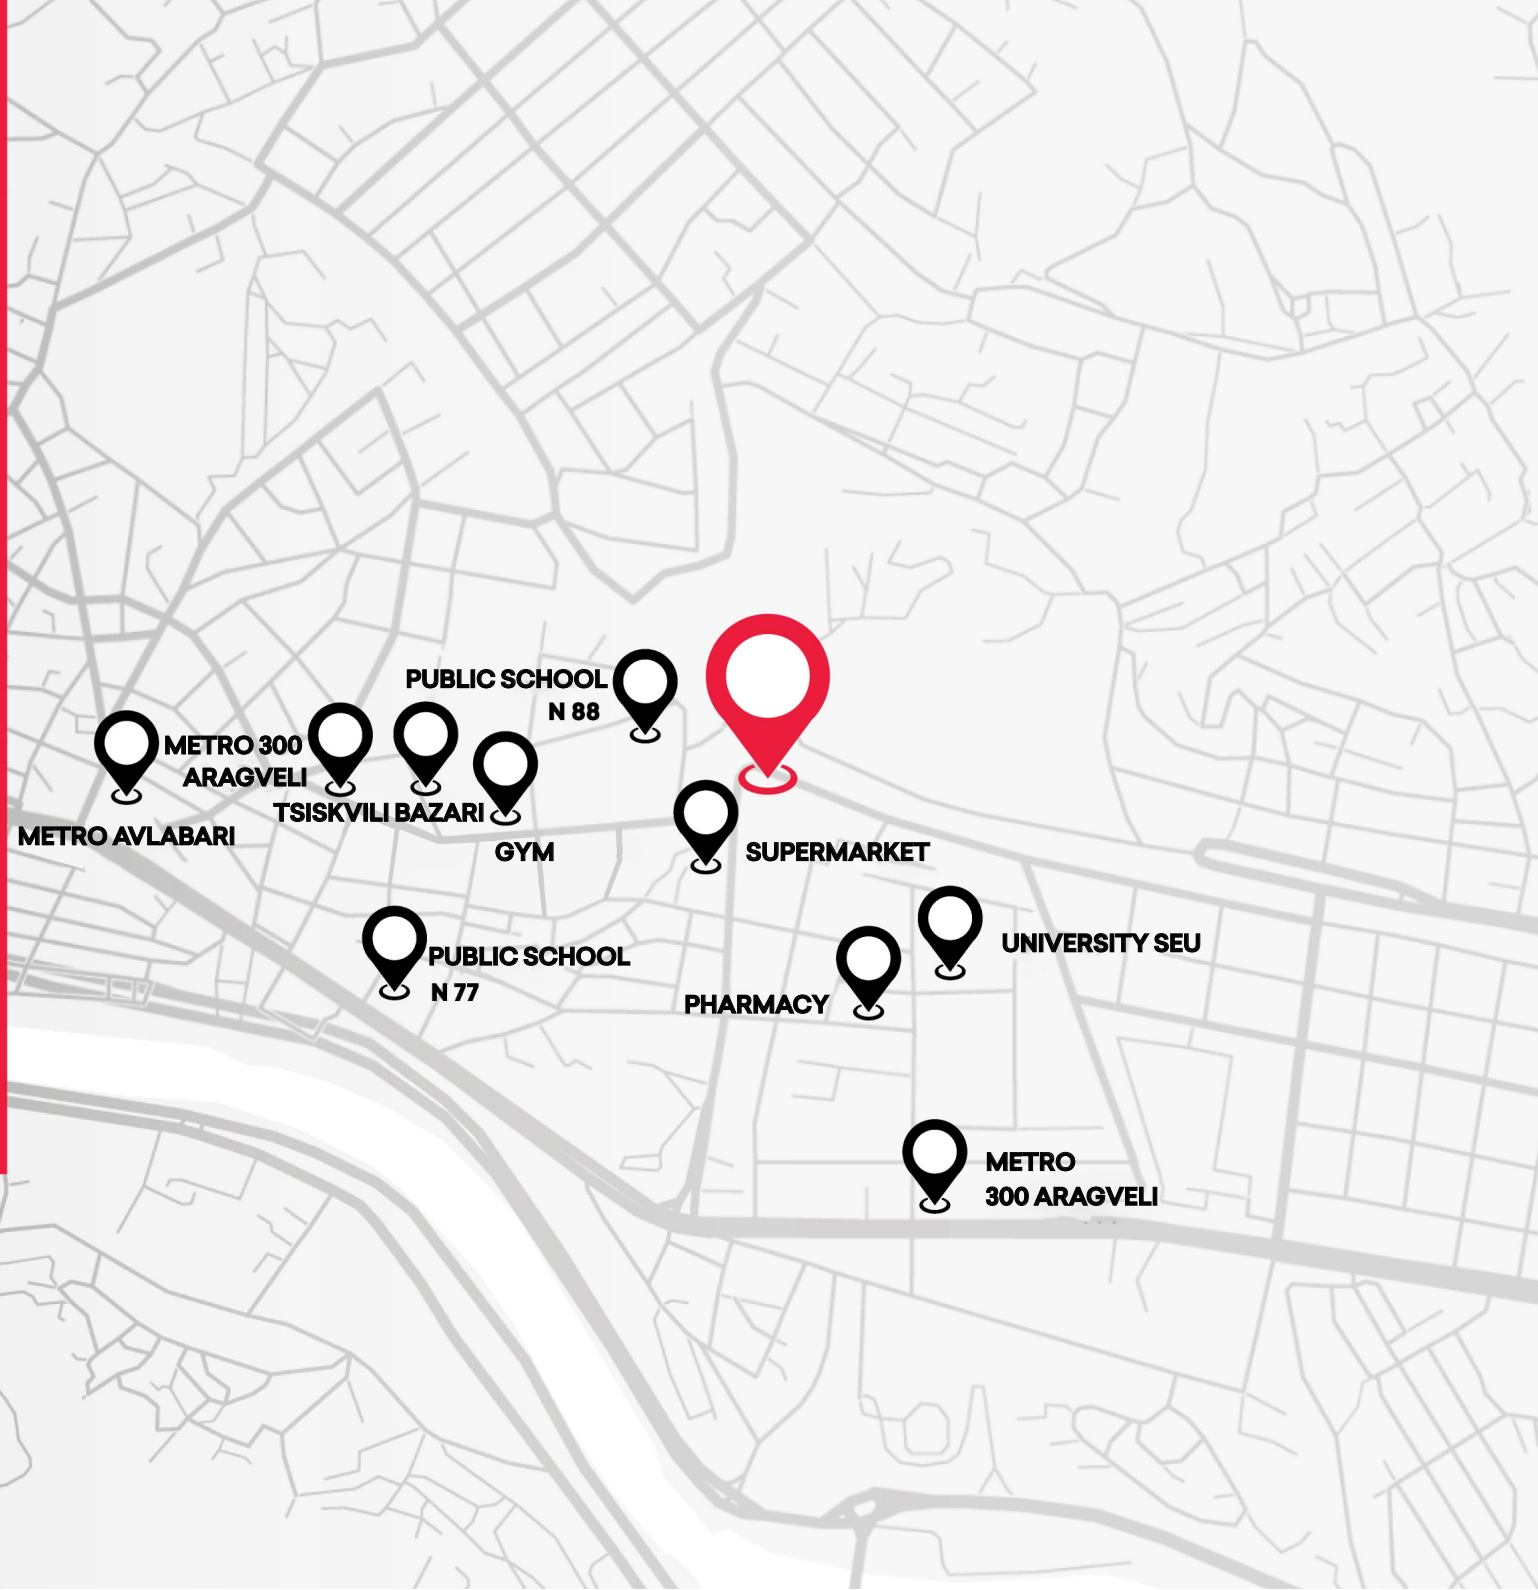 PUBLIC SCHOOL
N 88
METRO 300
ARAGVELI
TSISKVILI BAZARI
METRO AVLABARI
GYM
SUPERMARKET
PUBLIC SCHOOL
N 77
UNIVERSITY SEU
PHARMACY
METRO
300 ARAGVELI